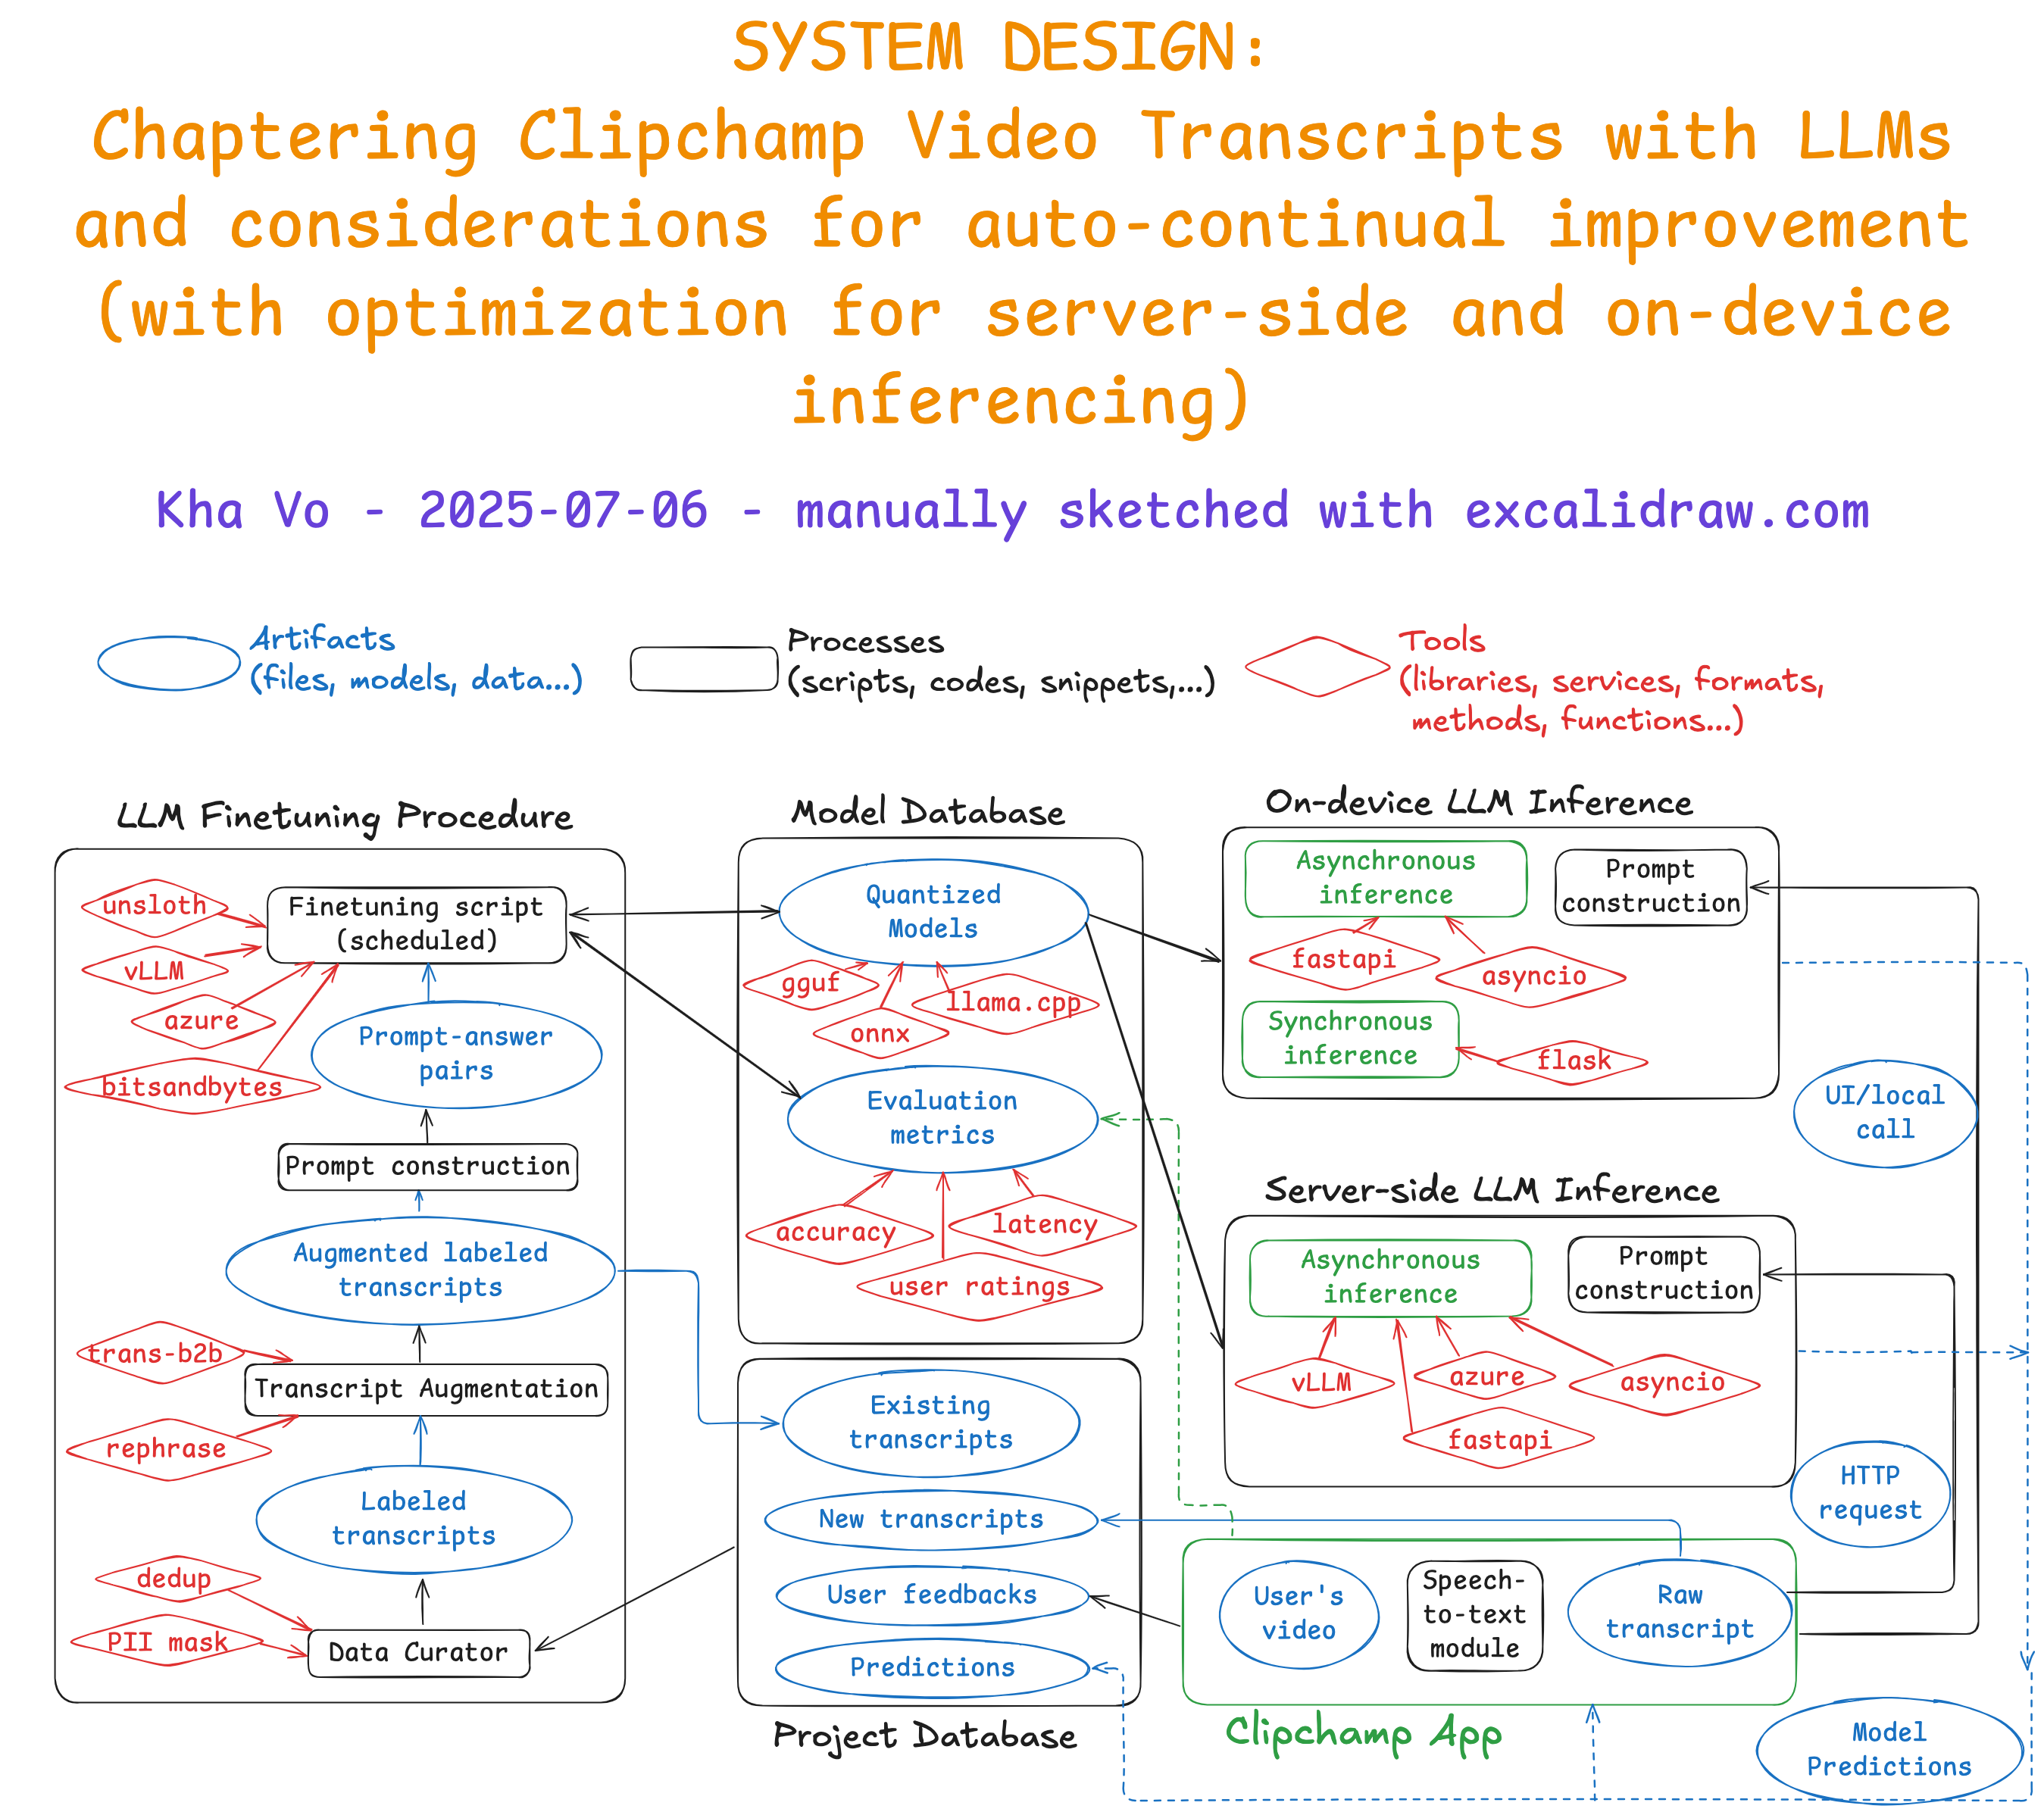 SYSTEM DESIGN:
Chaptering Clipchamp Video Transcripts with LLMs
and considerations for auto-continual improvement
(with optimization for server-side and on-device
inferencing)
Kha Vo - 2025-07-06 - manually sketched with excalidraw.com
Artifacts
(files, models, data...)
Processes
(scripts, codes, snippets,...)
Tools
(libraries, services, formats,
methods, functions...)
LLM Finetuning Procedure
unsloth
Finetuning script
(scheduled)
vLLM
azure
bitsandbytes
Prompt-answer
pairs
Prompt construction
Augmented labeled
transcripts
trans-b2b
Transcript Augmentation
rephrase
Labeled
transcripts
dedup
PII mask
Data Curator
Model Database
Quantized
Models
gguf
llama.cpp
onnx
Evaluation
metrics
accuracy
latency
user ratings
Existing
transcripts
New transcripts
User feedbacks
Predictions
Project Database
On-device LLM Inference
Asynchronous
inference
Prompt
construction
fastapi
asyncio
Synchronous
inference
flask
UI/local
call
Server-side LLM Inference
Asynchronous
inference
Prompt
construction
vLLM
azure
asyncio
fastapi
HTTP
request
User's
video
Speech-
to-text
module
Raw
transcript
Clipchamp App
Model
Predictions